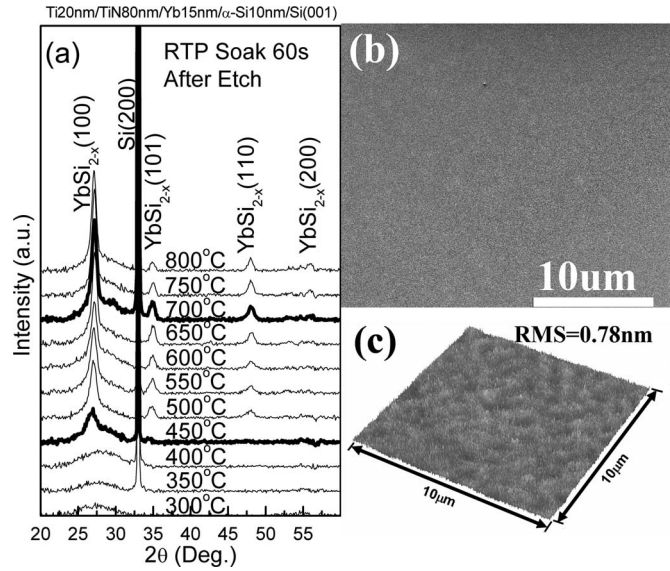 Ti20nm/TiN80nm/Yb15nm/α-Si10nm/Si(001)
(a)
RTP Soak 60s
After Etch
YbSi2-x(100)
Si(200)
YbSi2-x(101)
YbSi2-x(110)
YbSi2-x(200)
800°C
750°C
700°C
650°C
600°C
550°C
500°C
450°C
400°C
350°C
300°C
Intensity (a.u.)
20 25 30 35 40 45 50 55 60
2θ (Deg.)
(b)
10um
(c)
RMS=0.78nm
10μm
10μm